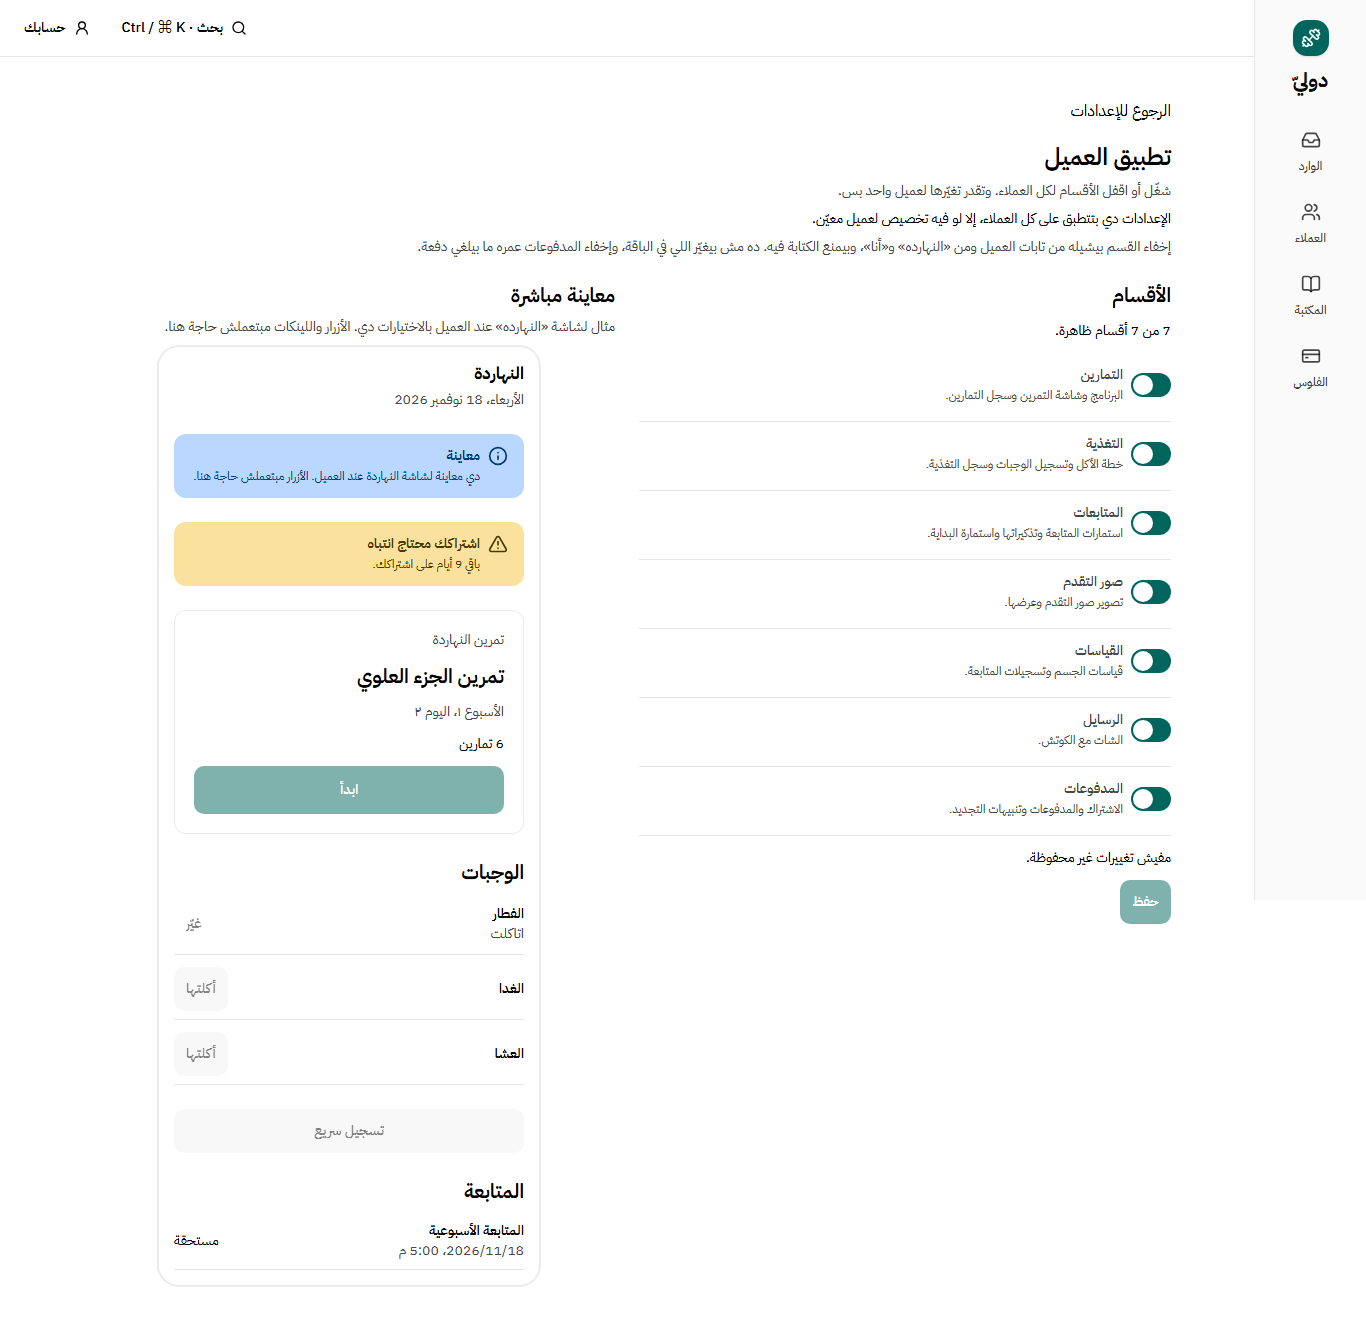 دوليّ
الوارد
العملاء
المكتبة
الفلوس
بحث · Ctrl / ⌘ K
حسابك
الرجوع للإعدادات
تطبيق العميل
شغّل أو اقفل الأقسام لكل العملاء. وتقدر تغيّرها لعميل واحد بس.
الإعدادات دي بتتطبق على كل العملاء، إلا لو فيه تخصيص لعميل معيّن.
إخفاء القسم بيشيله من تابات العميل ومن «النهارده» و«أنا»، وبيمنع الكتابة فيه. ده مش بيغيّر اللي في الباقة، وإخفاء المدفوعات عمره ما بيلغي دفعة.
الأقسام
7 من 7 أقسام ظاهرة.
التمارين
البرنامج وشاشة التمرين وسجل التمارين.
التغذية
خطة الأكل وتسجيل الوجبات وسجل التغذية.
المتابعات
استمارات المتابعة وتذكيراتها واستمارة البداية.
صور التقدم
تصوير صور التقدم وعرضها.
القياسات
قياسات الجسم وتسجيلات المتابعة.
الرسايل
الشات مع الكوتش.
المدفوعات
الاشتراك والمدفوعات وتنبيهات التجديد.
مفيش تغييرات غير محفوظة.
حفظ
معاينة مباشرة
مثال لشاشة «النهارده» عند العميل بالاختيارات دي. الأزرار واللينكات مبتعملش حاجة هنا.
النهاردة
الأربعاء، 18 نوفمبر 2026
معاينة
دي معاينة لشاشة النهاردة عند العميل. الأزرار مبتعملش حاجة هنا.
اشتراكك محتاج انتباه
باقي 9 أيام على اشتراكك.
تمرين النهاردة
تمرين الجزء العلوي
الأسبوع ١، اليوم ٢
6 تمارين
ابدأ
الوجبات
الفطار
اتاكلت
غيّر
الغدا
أكلتها
العشا
أكلتها
تسجيل سريع
المتابعة
المتابعة الأسبوعية
2026/11/18، 5:00 م
مستحقة